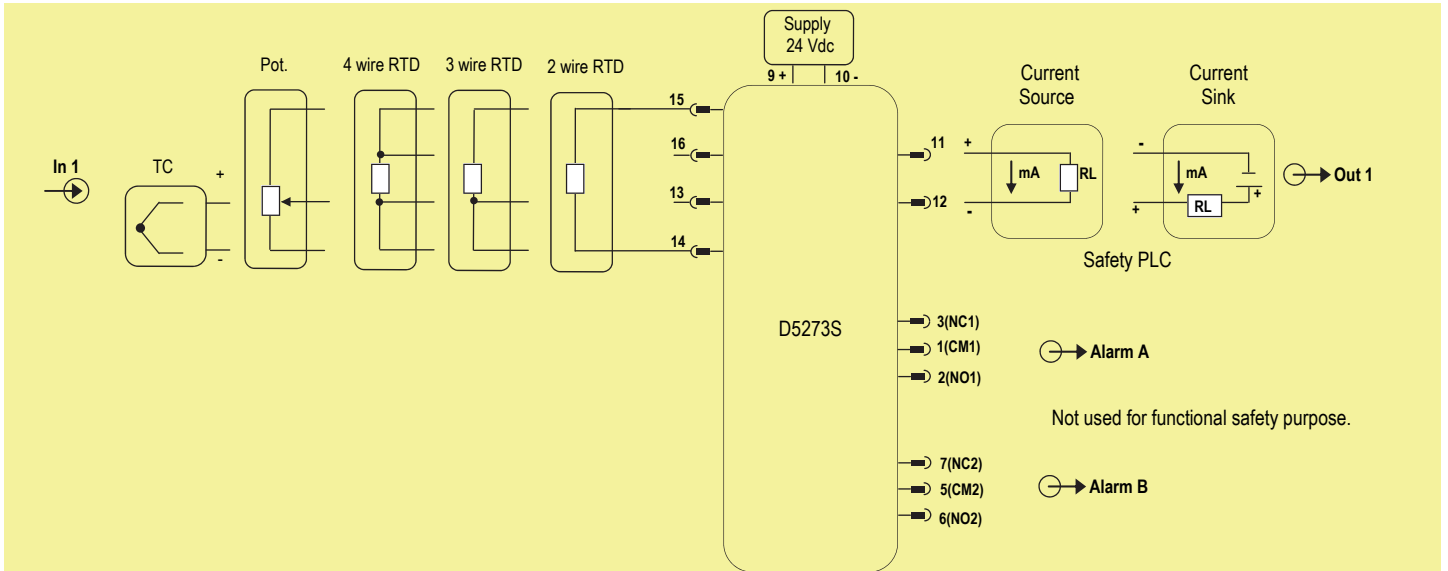 Supply
24 Vdc
9 +
10 -
Pot.
4 wire RTD
3 wire RTD
2 wire RTD
In 1
TC
+
-
15
16
13
14
D5273S
Current
Source
11
12
+
-
mA
RL
Current
Sink
-
+
mA
RL
+
Out 1
Safety PLC
3(NC1)
1(CM1)
2(NO1)
Alarm A
Not used for functional safety purpose.
7(NC2)
5(CM2)
6(NO2)
Alarm B